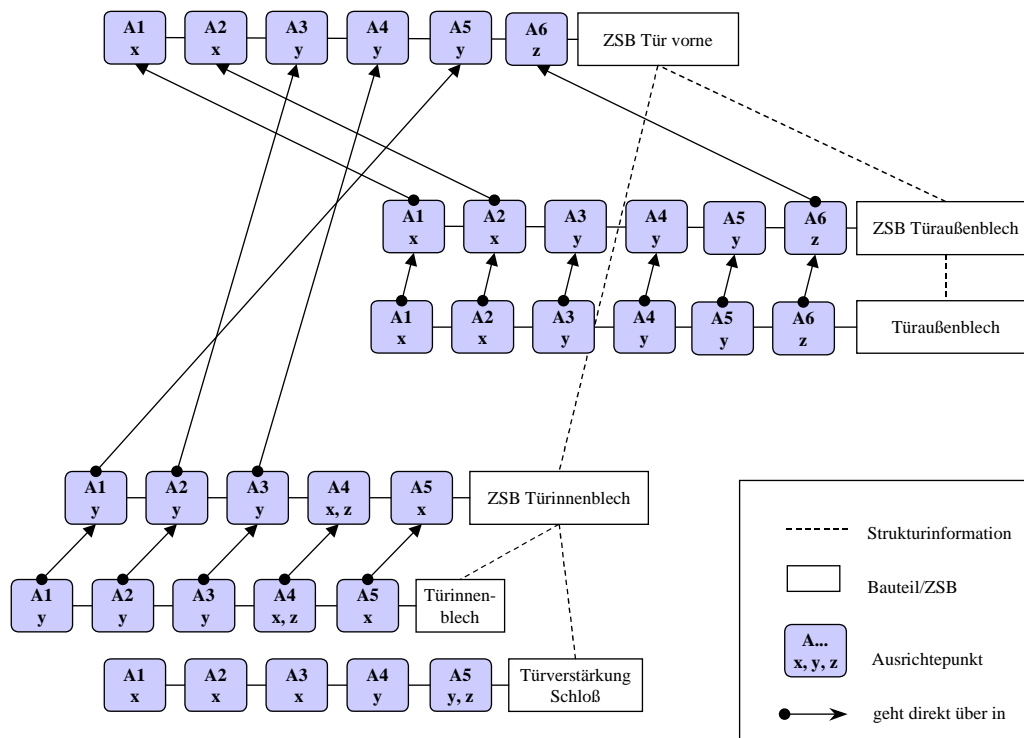 A1 A2 A3 A4 A5 A6
x x y y y z
ZSB Tür vorne
A1 A2 A3 A4 A5 A6
x x y y y z
ZSB Türaußenblech
A1 A2 A3 A4 A5 A6
x x y y y z
Türaußenblech
A1 A2 A3 A4 A5
y y y x, z x
ZSB Türinnenblech
A1 A2 A3 A4 A5
y y y x, z x
Türinnen-
blech
A1 A2 A3 A4 A5
x x x y y, z
Türverstärkung
Schloß
Strukturinformation
Bauteil/ZSB
A...
x, y, z
Ausrichtepunkt
geht direkt über in